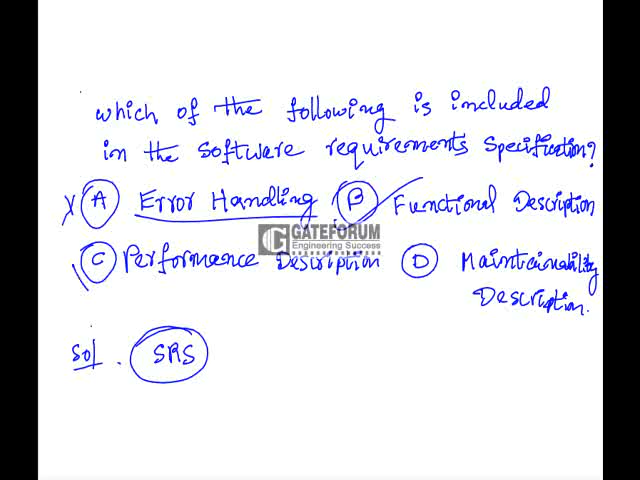 which of the following is included
in the software requirements specification?
X A Error Handling B Functional Description
GATEFORUM
Engineering Success
C Performance Description D Maintainability
Description.
Sol. SRS